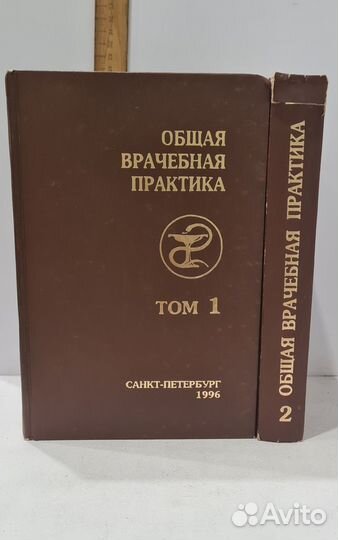 ОБЩАЯ
ВРАЧЕБНАЯ
ПРАКТИКА
ТОМ 1
САНКТ-ПЕТЕРБУРГ
1996
2 ОБЩАЯ ВРАЧЕБНАЯ ПРАКТИКА
Avito